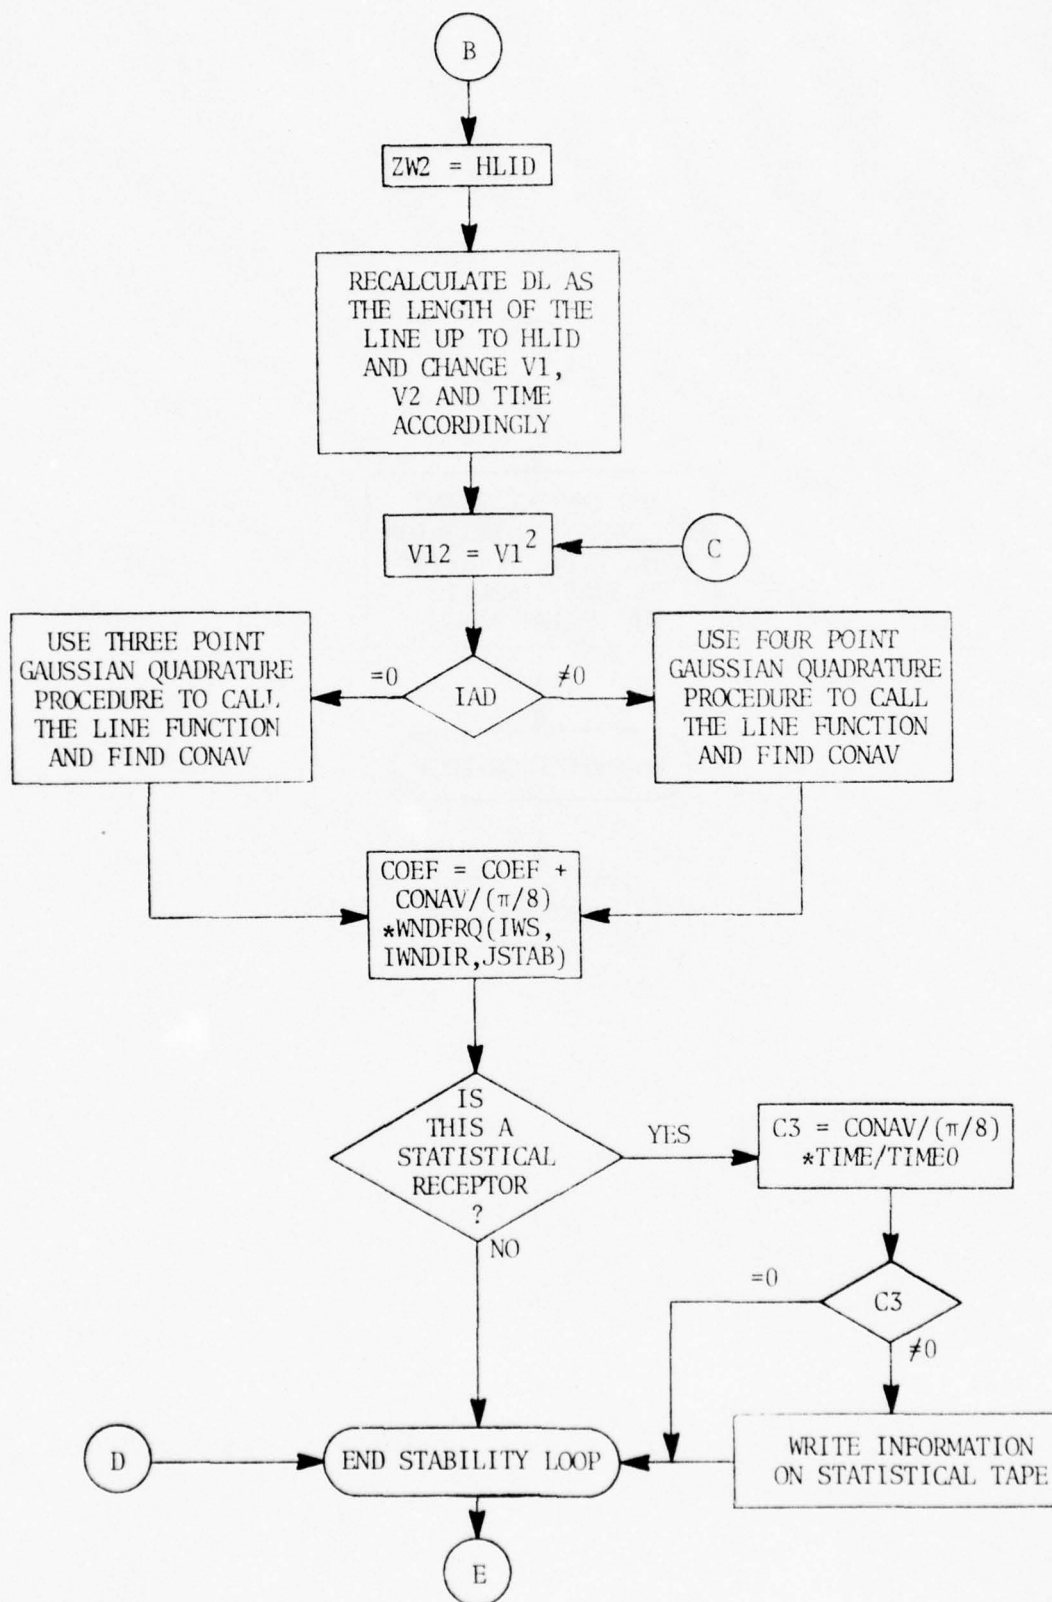 B
ZW2 = HLID
RECALCULATE DL AS
THE LENGTH OF THE
LINE UP TO HLID
AND CHANGE V1,
V2 AND TIME
ACCORDINGLY
V12 = V1²
C
USE THREE POINT
GAUSSIAN QUADRATURE
PROCEDURE TO CALL
THE LINE FUNCTION
AND FIND CONAV
=0
IAD
≠0
USE FOUR POINT
GAUSSIAN QUADRATURE
PROCEDURE TO CALL
THE LINE FUNCTION
AND FIND CONAV
COEF = COEF +
CONAV/(π/8)
*WNDFRQ(IWS,
IWNDIR,JSTAB)
IS
THIS A
STATISTICAL
RECEPTOR
?
YES
NO
C3 = CONAV/(π/8)
*TIME/TIMEO
=0
C3
≠0
WRITE INFORMATION
ON STATISTICAL TAPE
D
END STABILITY LOOP
E